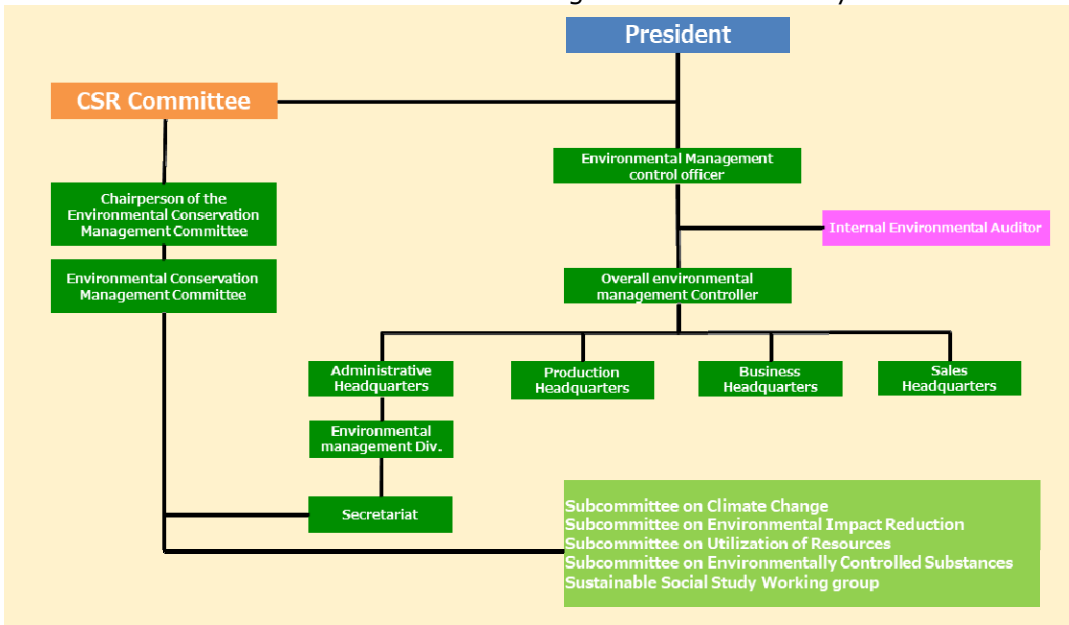 President
CSR Committee
Environmental Management
control officer
Chairperson of the
Environmental Conservation
Management Committee
Internal Environmental Auditor
Environmental Conservation
Management Committee
Overall environmental
management Controller
Administrative
Headquarters
Production
Headquarters
Business
Headquarters
Sales
Headquarters
Environmental
management Div.
Secretariat
Subcommittee on Climate Change
Subcommittee on Environmental Impact Reduction
Subcommittee on Utilization of Resources
Subcommittee on Environmentally Controlled Substances
Sustainable Social Study Working group